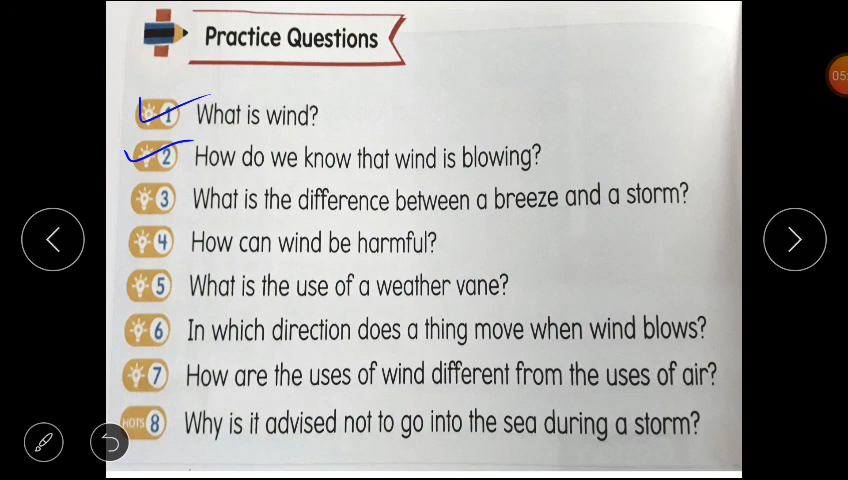 Practice Questions
1 What is wind?
2 How do we know that wind is blowing?
3 What is the difference between a breeze and a storm?
4 How can wind be harmful?
5 What is the use of a weather vane?
6 In which direction does a thing move when wind blows?
7 How are the uses of wind different from the uses of air?
HOTS 8 Why is it advised not to go into the sea during a storm?
05: